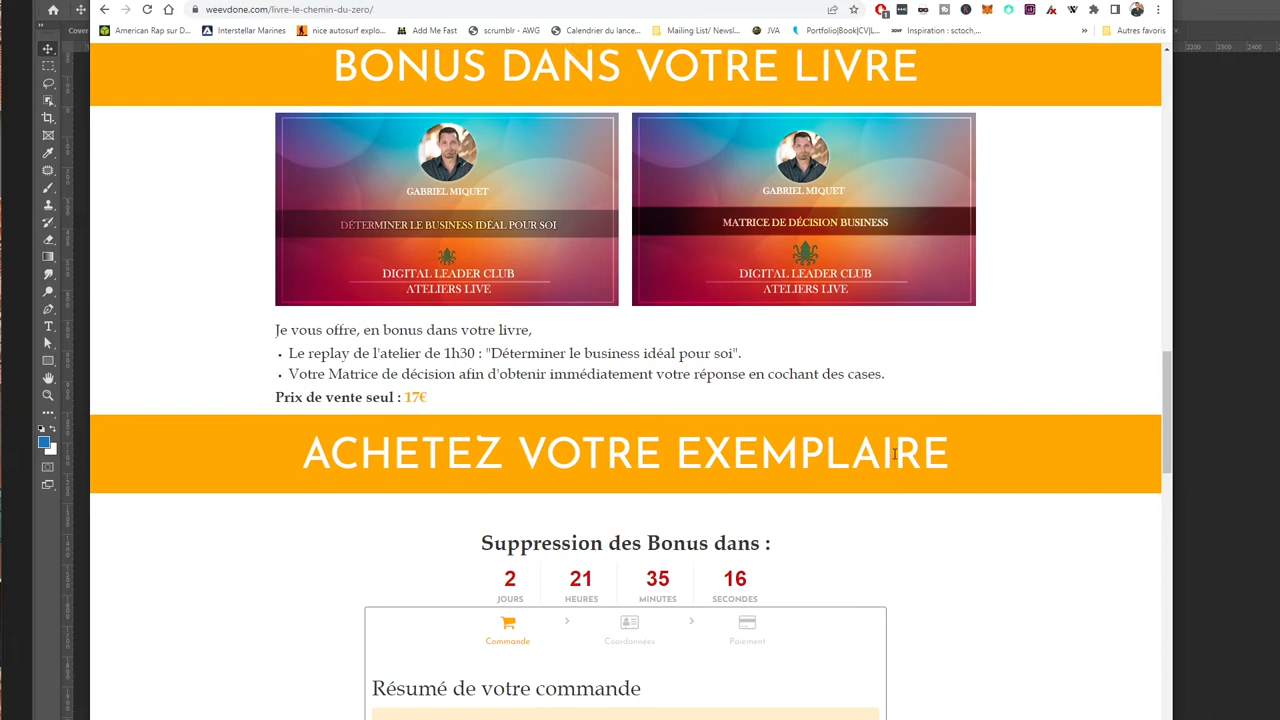 weevdone.com/livre-le-chemin-du-zero/
Cover
American Rap sur D...
Interstellar Marines
nice autosurf explo...
Add Me Fast
scrumblr - AWG
Calendrier du lance...
Mailing List/ Newsl...
JVA
Portfolio|Book|CV|L...
Inspiration : sctoch,...
»
Autres favoris
2200 2300 2400
BONUS DANS VOTRE LIVRE
GABRIEL MIQUET
DÉTERMINER LE BUSINESS IDÉAL POUR SOI
DIGITAL LEADER CLUB
ATELIERS LIVE
GABRIEL MIQUET
MATRICE DE DÉCISION BUSINESS
DIGITAL LEADER CLUB
ATELIERS LIVE
Je vous offre, en bonus dans votre livre,
• Le replay de l'atelier de 1h30 : "Déterminer le business idéal pour soi".
• Votre Matrice de décision afin d'obtenir immédiatement votre réponse en cochant des cases.
Prix de vente seul : 17€
ACHETEZ VOTRE EXEMPLAIRE
Suppression des Bonus dans :
2 21 35 16
JOURS HEURES MINUTES SECONDES
Commande > Coordonnées > Paiement
Résumé de votre commande